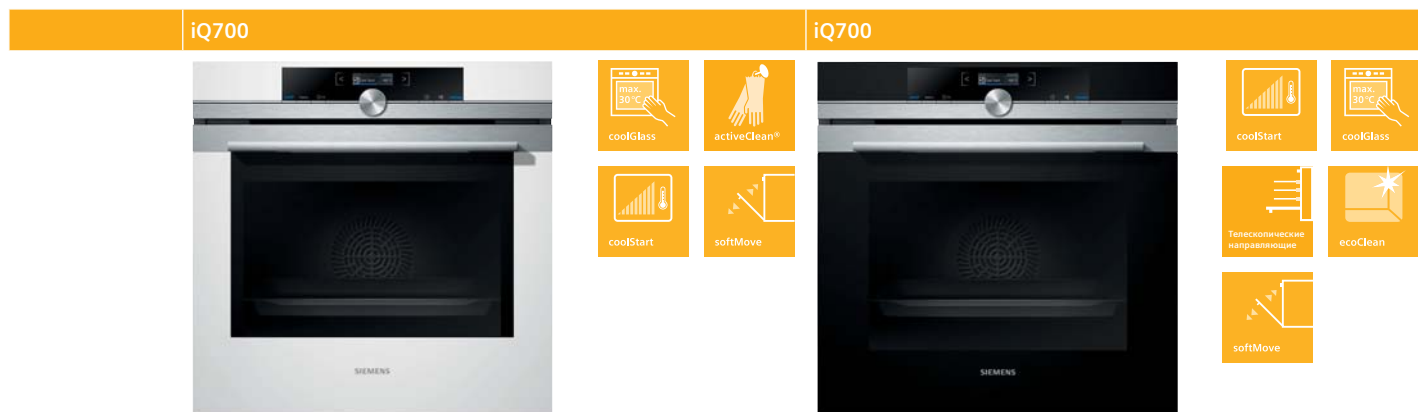 iQ700
iQ700
max.
30 °C
coolGlass
activeClean®
coolStart
softMove
SIEMENS
coolStart
max.
30 °C
coolGlass
Телескопические
направляющие
ecoClean
softMove
SIEMENS